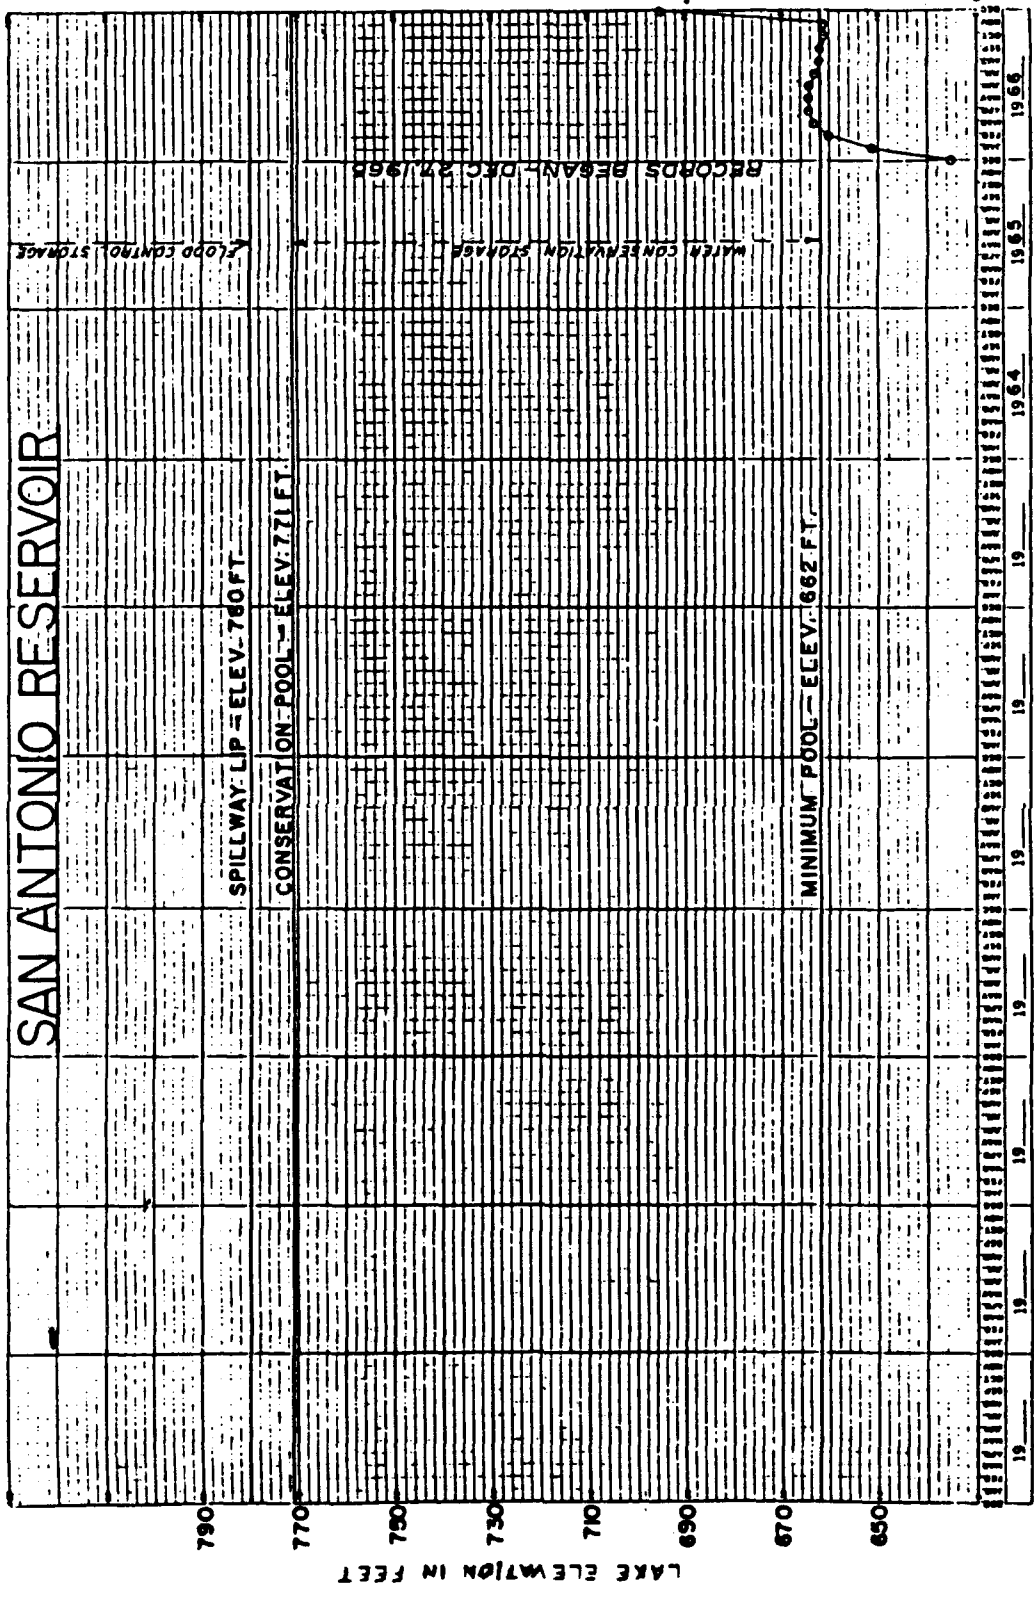 SAN ANTONIO RESERVOIR
SPILLWAY LIP - ELEV. 780 FT.
CONSERVATION POOL - ELEV. 771 FT.
MINIMUM POOL - ELEV. 662 FT.
FLOOD CONTROL STORAGE
WATER CONSERVATION STORAGE
RECORDS BEGAN - DEC 27, 1965
LAKE ELEVATION IN FEET
790
770
750
730
710
690
670
650
19
19
19
19
19
19
19
1964
1965
1966